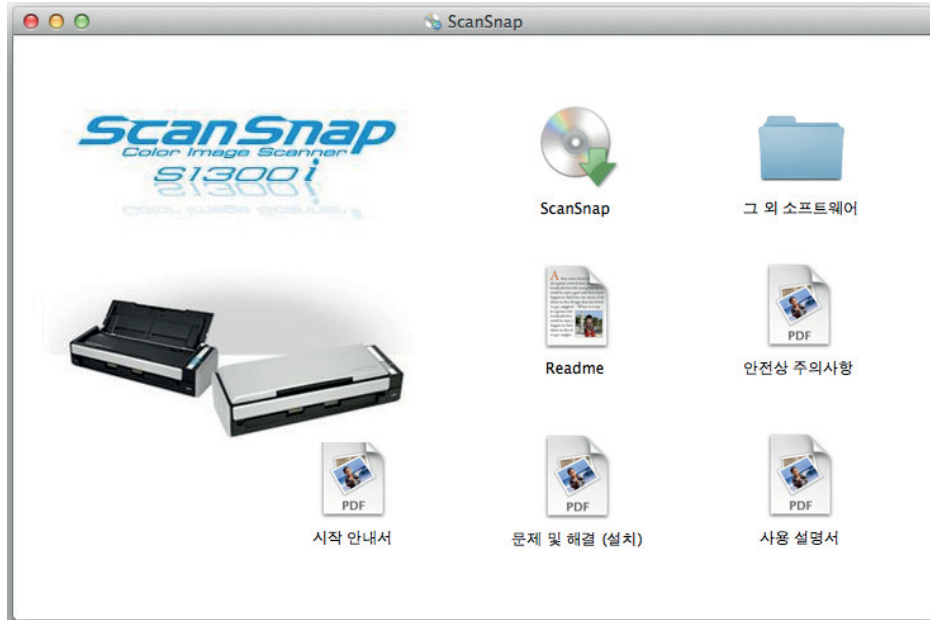 ScanSnap
ScanSnap
Color Image Scanner
S1300i
ScanSnap
그 외 소프트웨어
Readme
PDF
안전상 주의사항
PDF
PDF
PDF
시작 안내서
문제 및 해결 (설치)
사용 설명서